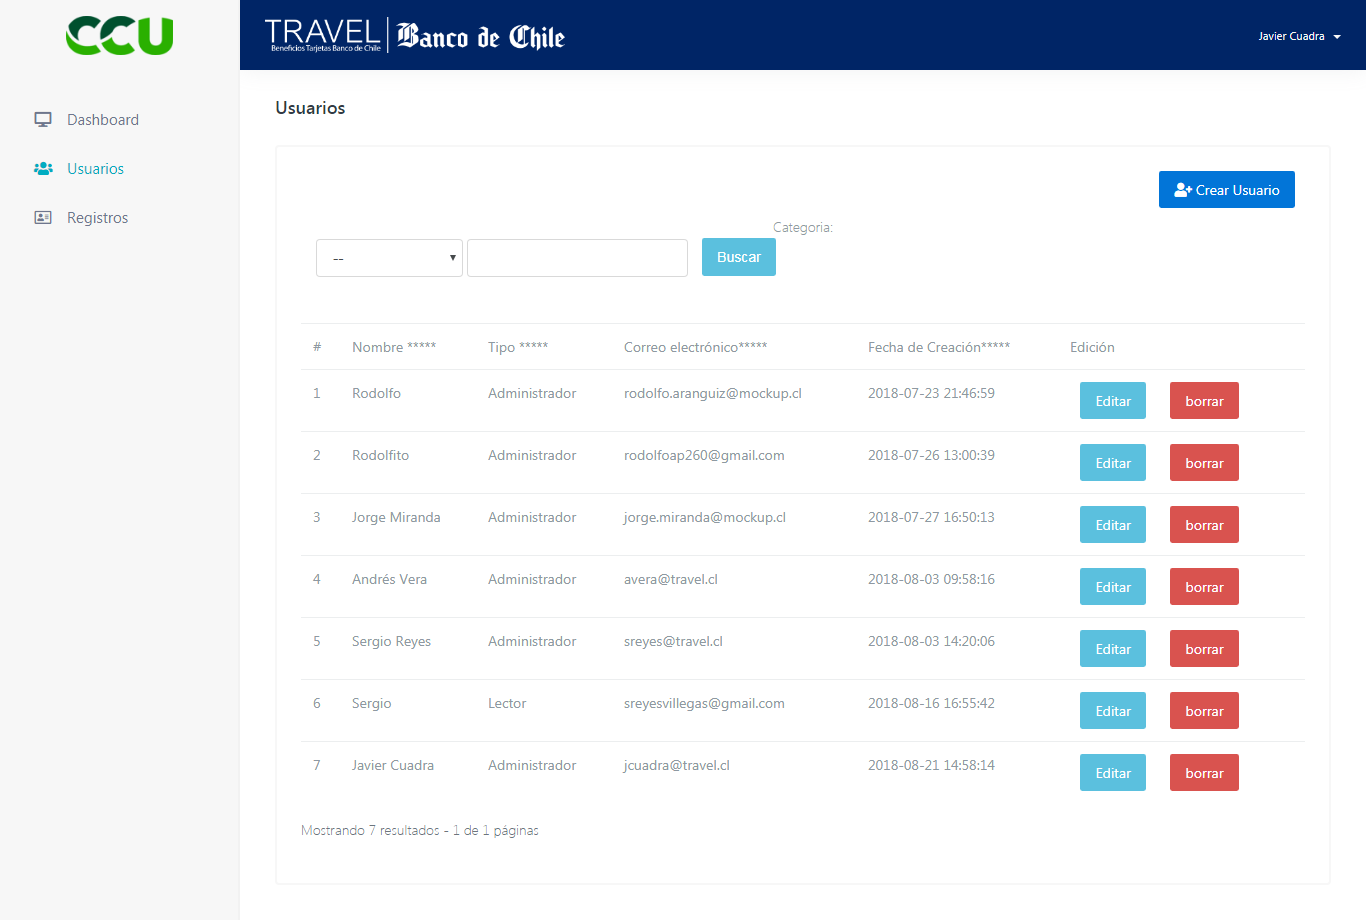 CCU
TRAVEL
Beneficios Tarjetas Banco de Chile
Banco de Chile
Javier Cuadra
Dashboard
Usuarios
Registros
Usuarios
Crear Usuario
Categoria:
--
Buscar
# Nombre ***** Tipo ***** Correo electrónico***** Fecha de Creación***** Edición
1 Rodolfo Administrador rodolfo.aranguiz@mockup.cl 2018-07-23 21:46:59 Editar borrar
2 Rodolfito Administrador rodolfoap260@gmail.com 2018-07-26 13:00:39 Editar borrar
3 Jorge Miranda Administrador jorge.miranda@mockup.cl 2018-07-27 16:50:13 Editar borrar
4 Andrés Vera Administrador avera@travel.cl 2018-08-03 09:58:16 Editar borrar
5 Sergio Reyes Administrador sreyes@travel.cl 2018-08-03 14:20:06 Editar borrar
6 Sergio Lector sreyesvillegas@gmail.com 2018-08-16 16:55:42 Editar borrar
7 Javier Cuadra Administrador jcuadra@travel.cl 2018-08-21 14:58:14 Editar borrar
Mostrando 7 resultados - 1 de 1 páginas